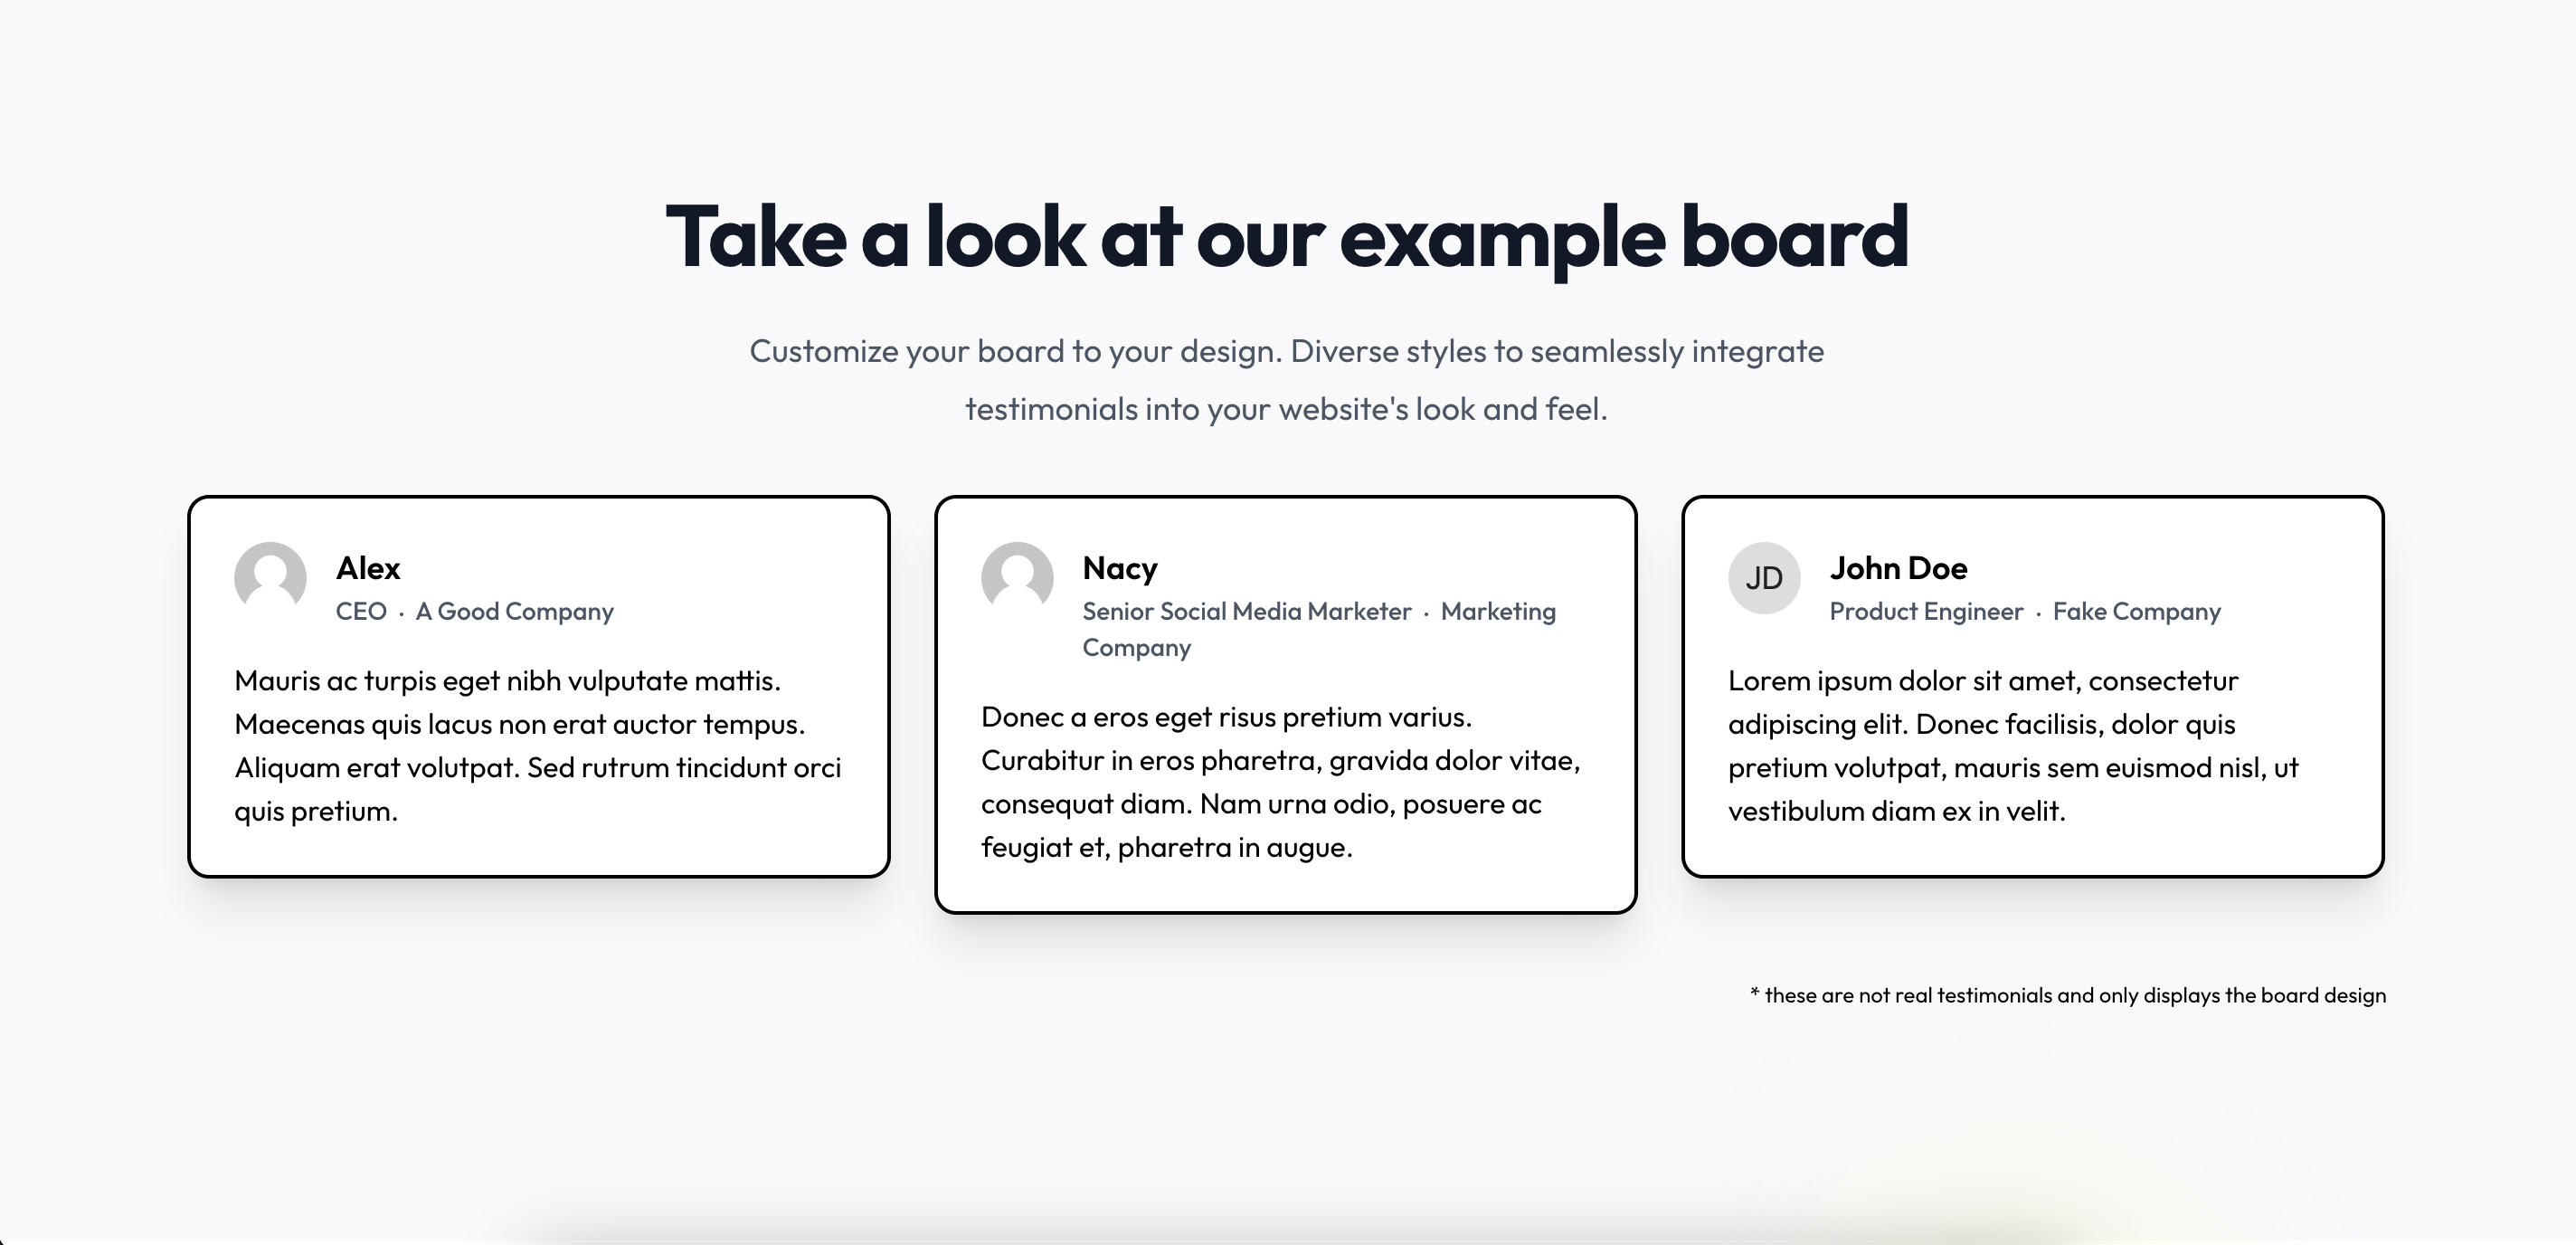 Take a look at our example board
Customize your board to your design. Diverse styles to seamlessly integrate
testimonials into your website's look and feel.
Alex
CEO · A Good Company
Mauris ac turpis eget nibh vulputate mattis.
Maecenas quis lacus non erat auctor tempus.
Aliquam erat volutpat. Sed rutrum tincidunt orci
quis pretium.
Nacy
Senior Social Media Marketer · Marketing
Company
Donec a eros eget risus pretium varius.
Curabitur in eros pharetra, gravida dolor vitae,
consequat diam. Nam urna odio, posuere ac
feugiat et, pharetra in augue.
JD
John Doe
Product Engineer · Fake Company
Lorem ipsum dolor sit amet, consectetur
adipiscing elit. Donec facilisis, dolor quis
pretium volutpat, mauris sem euismod nisl, ut
vestibulum diam ex in velit.
* these are not real testimonials and only displays the board design